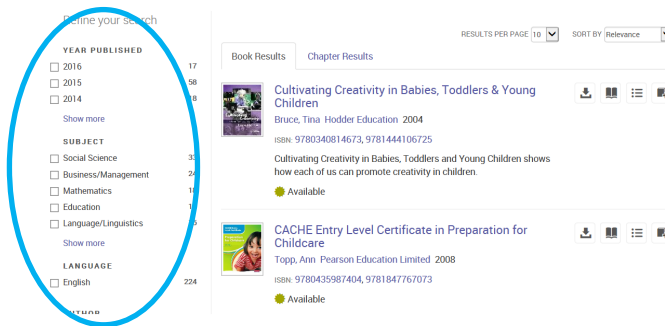 Refine your search
YEAR PUBLISHED
2016 17
2015 58
2014
Show more
SUBJECT
Social Science
Business/Management
Mathematics
Education
Language/Linguistics
Show more
LANGUAGE
English 224
AUTHOR
RESULTS PER PAGE 10 SORT BY Relevance
Book Results Chapter Results
Cultivating Creativity in Babies, Toddlers & Young
Children
Bruce, Tina Hodder Education 2004
ISBN: 9780340814673, 9781444106725
Cultivating Creativity in Babies, Toddlers and Young Children shows
how each of us can promote creativity in children.
Available
CACHE Entry Level Certificate in Preparation for
Childcare
Topp, Ann Pearson Education Limited 2008
ISBN: 9780435987404, 9781847767073
Available